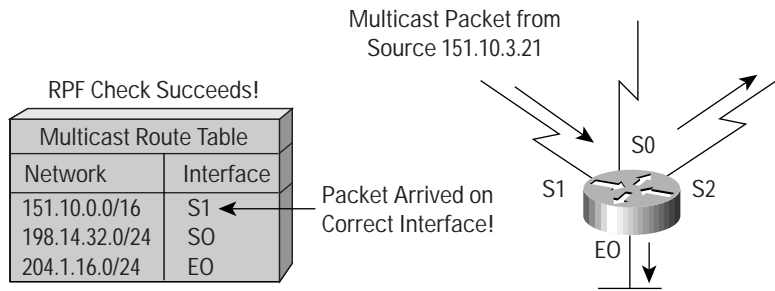 Multicast Packet from
Source 151.10.3.21
RPF Check Succeeds!
Multicast Route Table
Network Interface
151.10.0.0/16 S1
198.14.32.0/24 SO
204.1.16.0/24 EO
Packet Arrived on
Correct Interface!
S0
S1
S2
EO